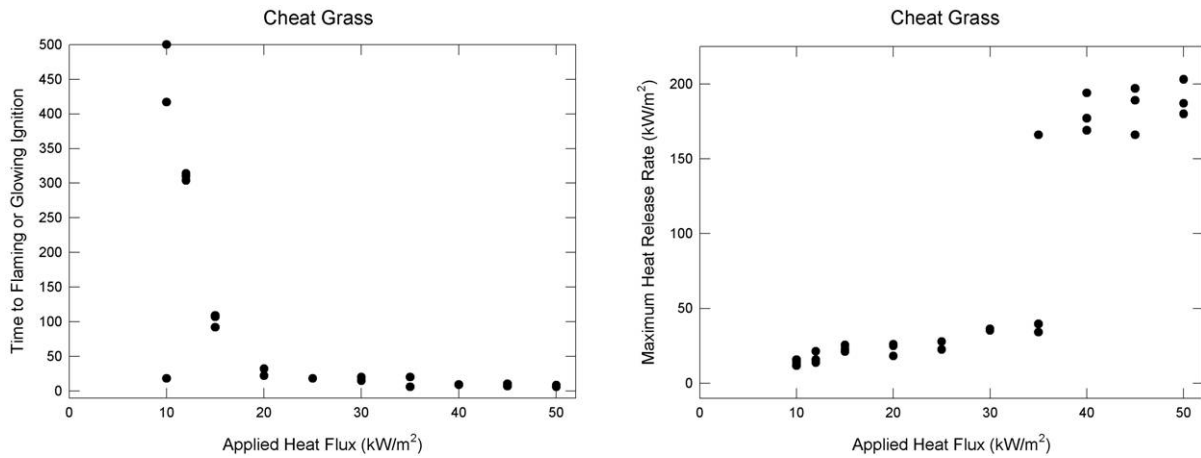 Cheat Grass
500
450
400
350
300
250
200
150
100
50
0
0 10 20 30 40 50
Time to Flaming or Glowing Ignition
Applied Heat Flux (kW/m²)
Cheat Grass
200
150
100
50
0
0 10 20 30 40 50
Maximum Heat Release Rate (kW/m²)
Applied Heat Flux (kW/m²)